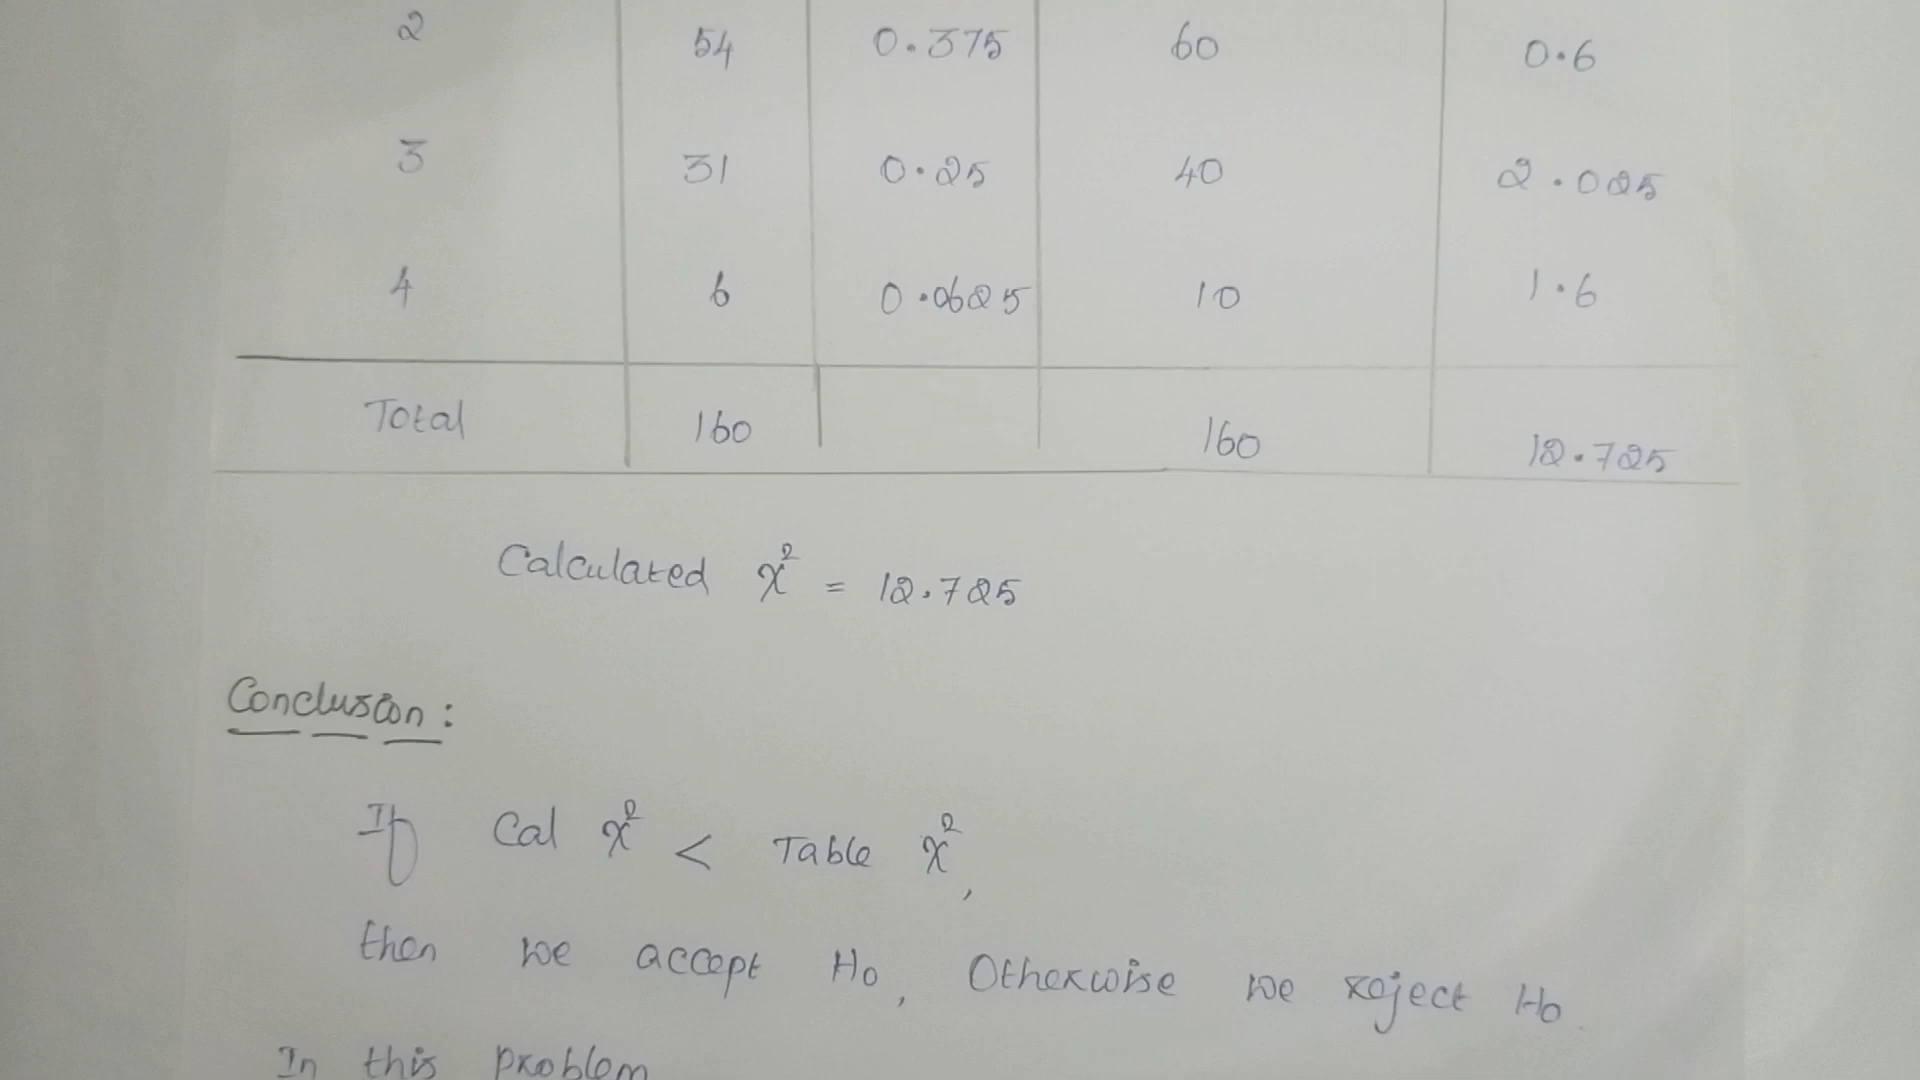 2 54 0.375 60 0.6
3 31 0.25 40 2.025
4 6 0.0625 10 1.6
Total 160 160 12.725
Calculated χ² = 12.725
Conclusion:
If Cal χ² < Table χ²,
then we accept H₀, Otherwise we reject H₀.
In this problem